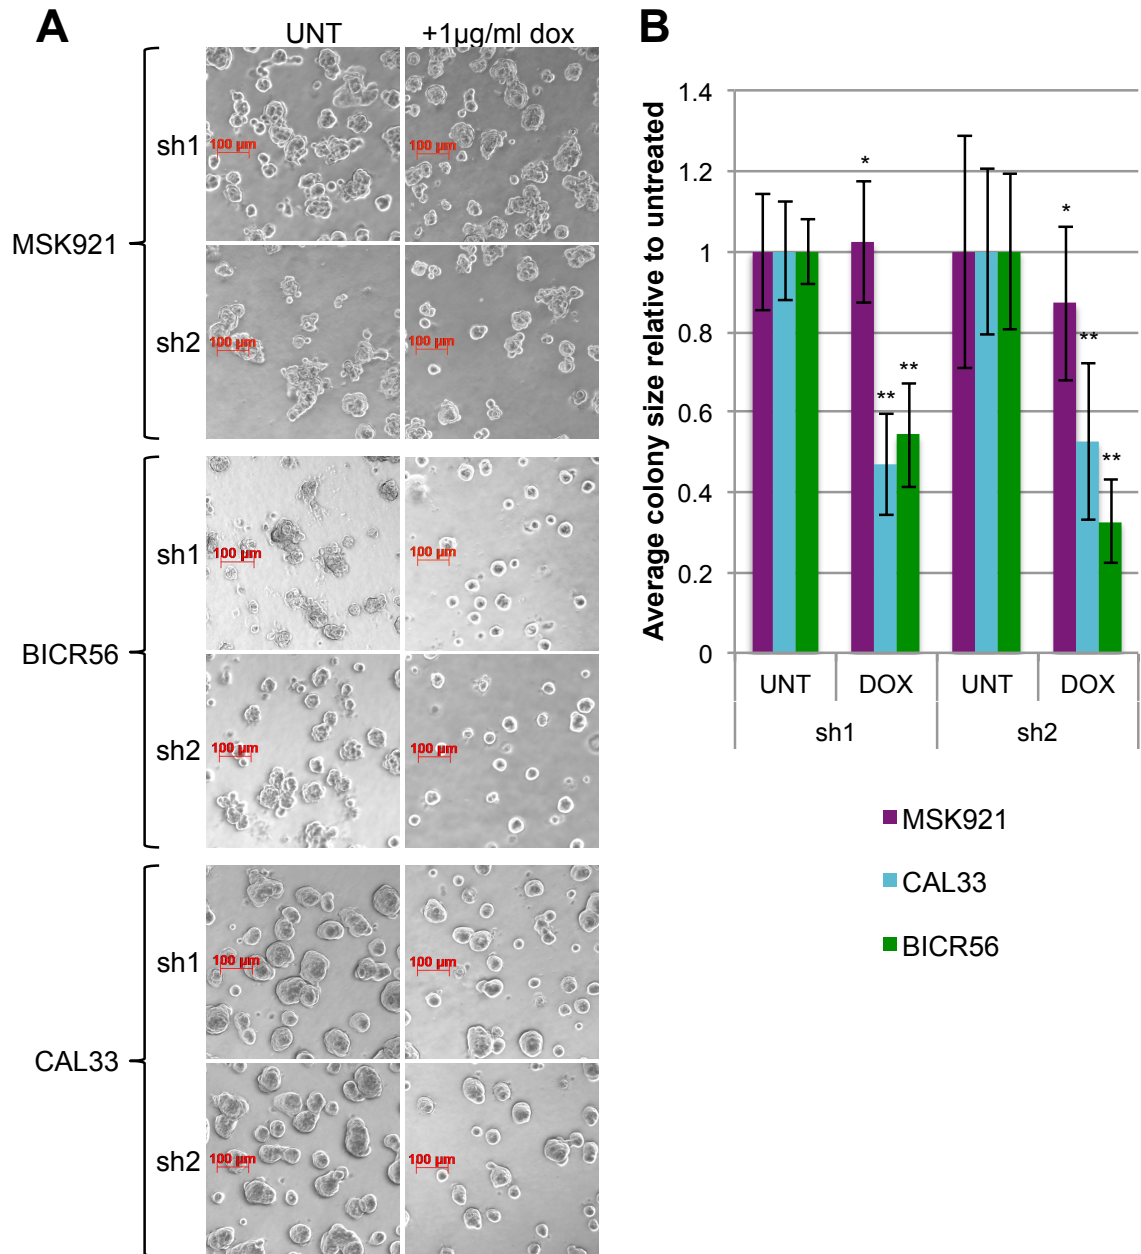 A
UNT
+1µg/ml dox
MSK921
sh1
100 µm
100 µm
sh2
100 µm
100 µm
BICR56
sh1
100 µm
100 µm
sh2
100 µm
100 µm
CAL33
sh1
100 µm
100 µm
sh2
100 µm
100 µm
B
Average colony size relative to untreated
1.4
1.2
1
0.8
0.6
0.4
0.2
0
*
**
**
*
**
**
UNT
DOX
UNT
DOX
sh1
sh2
MSK921
CAL33
BICR56